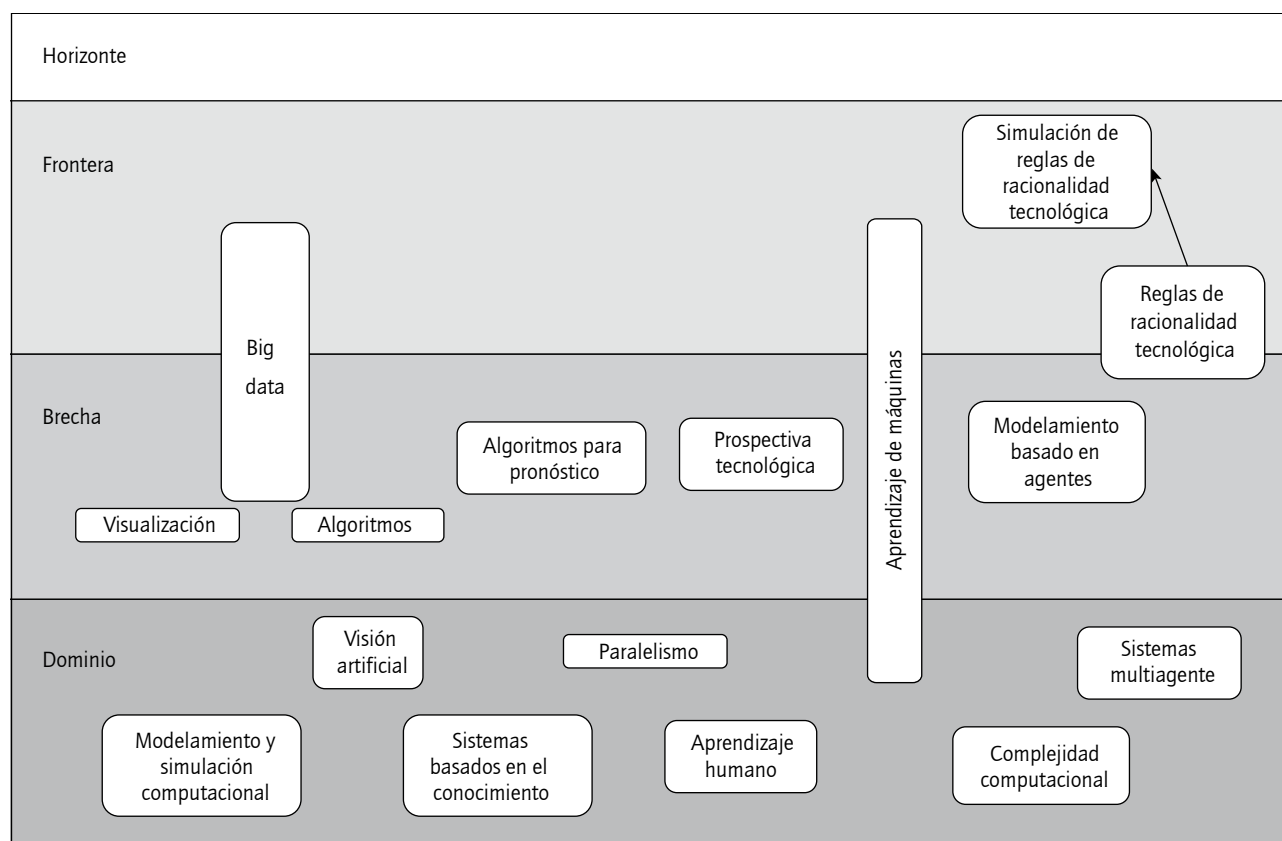 Horizonte
Frontera
Simulación de
reglas de
racionalidad
tecnológica
Reglas de
racionalidad
tecnológica
Big
data
Aprendizaje de máquinas
Brecha
Algoritmos para
pronóstico
Prospectiva
tecnológica
Modelamiento
basado en
agentes
Visualización
Algoritmos
Dominio
Visión
artificial
Paralelismo
Sistemas
multiagente
Modelamiento y
simulación
computacional
Sistemas
basados en el
conocimiento
Aprendizaje
humano
Complejidad
computacional